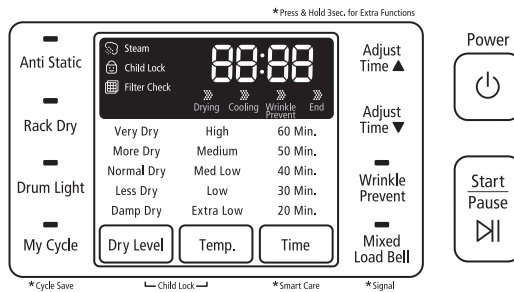 *Press & Hold 3sec. for Extra Functions
Anti Static
Rack Dry
Drum Light
My Cycle
Steam
Child Lock
Filter Check
88:88
Drying Cooling Wrinkle Prevent End
Very Dry High 60 Min.
More Dry Medium 50 Min.
Normal Dry Med Low 40 Min.
Less Dry Low 30 Min.
Damp Dry Extra Low 20 Min.
Dry Level Temp. Time
Adjust
Time ▲
Adjust
Time ▼
Wrinkle
Prevent
Mixed
Load Bell
Power
Start
Pause
*Cycle Save Child Lock *Smart Care *Signal